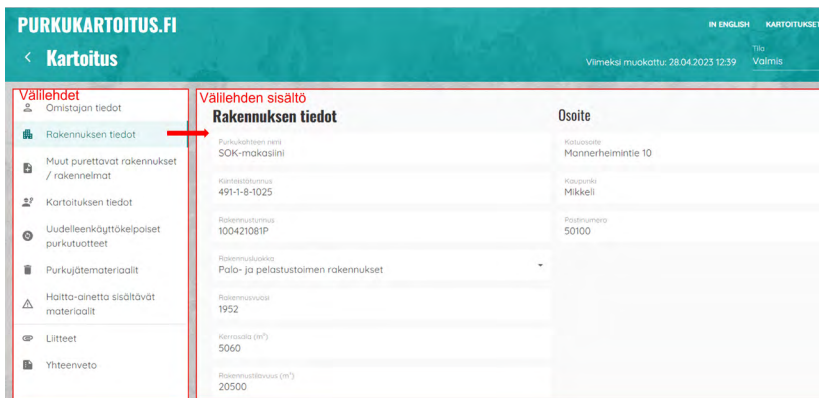 PURKUKARTOITUS.FI
IN ENGLISH KARTOITUKSET
Kartoitus
Viimeksi muokattu: 28.04.2023 12:39
Tila
Valmis
Välilehdet
Omistajan tiedot
Rakennuksen tiedot
Muut purettavat rakennukset
/ rakennelmat
Kartoituksen tiedot
Uudelleenkäyttökelpoiset
purkutuotteet
Purkujätemateriaalit
Haitta-ainetta sisältävät
materiaalit
Liitteet
Yhteenveto
Välilehden sisältö
Rakennuksen tiedot
Purkukohteen nimi
SOK-makasiini
Kiinteistötunnus
491-1-8-1025
Rakennustunnus
100421081P
Rakennusluokka
Palo- ja pelastustoimen rakennukset
Rakennusvuosi
1952
Kerrosala (m²)
5060
Rakennustilavuus (m³)
20500
Osoite
Katuosoite
Mannerheimintie 10
Kaupunki
Mikkeli
Postinumero
50100